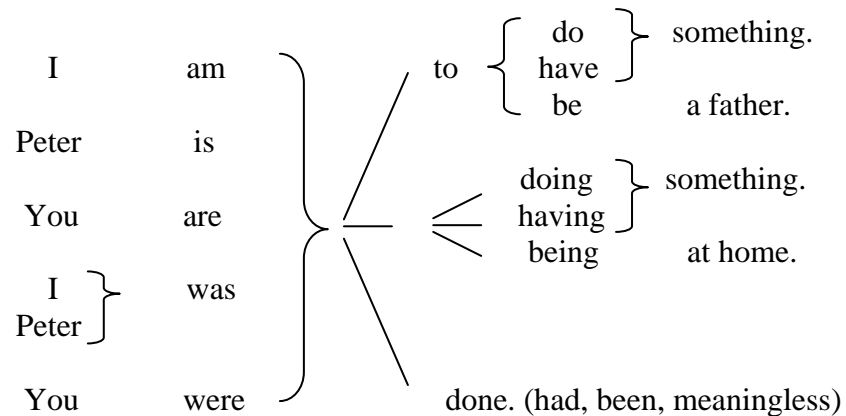 do something.
I am to have
be a father.
Peter is
doing something.
You are having
being at home.
I was
Peter
You were done. (had, been, meaningless)